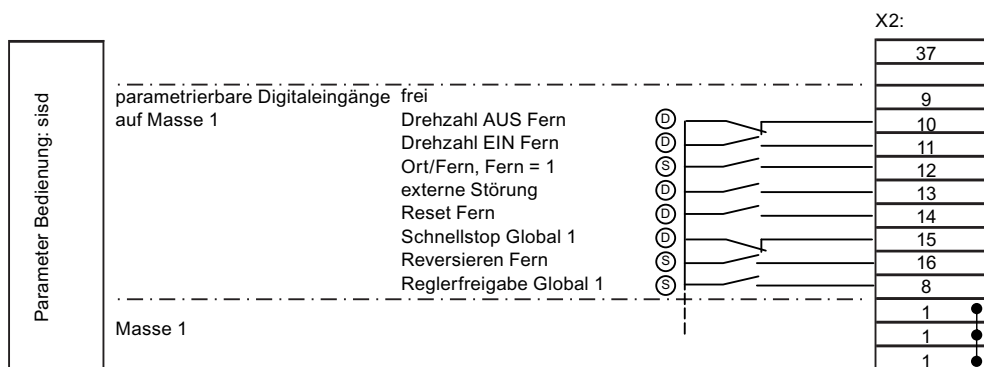 X2:
37
Parameter Bedienung: sisd
parametrierbare Digitaleingänge frei 9
auf Masse 1 Drehzahl AUS Fern D 10
Drehzahl EIN Fern D 11
Ort/Fern, Fern = 1 S 12
externe Störung D 13
Reset Fern D 14
Schnellstop Global 1 D 15
Reversieren Fern S 16
Reglerfreigabe Global 1 S 8
1
Masse 1 1
1